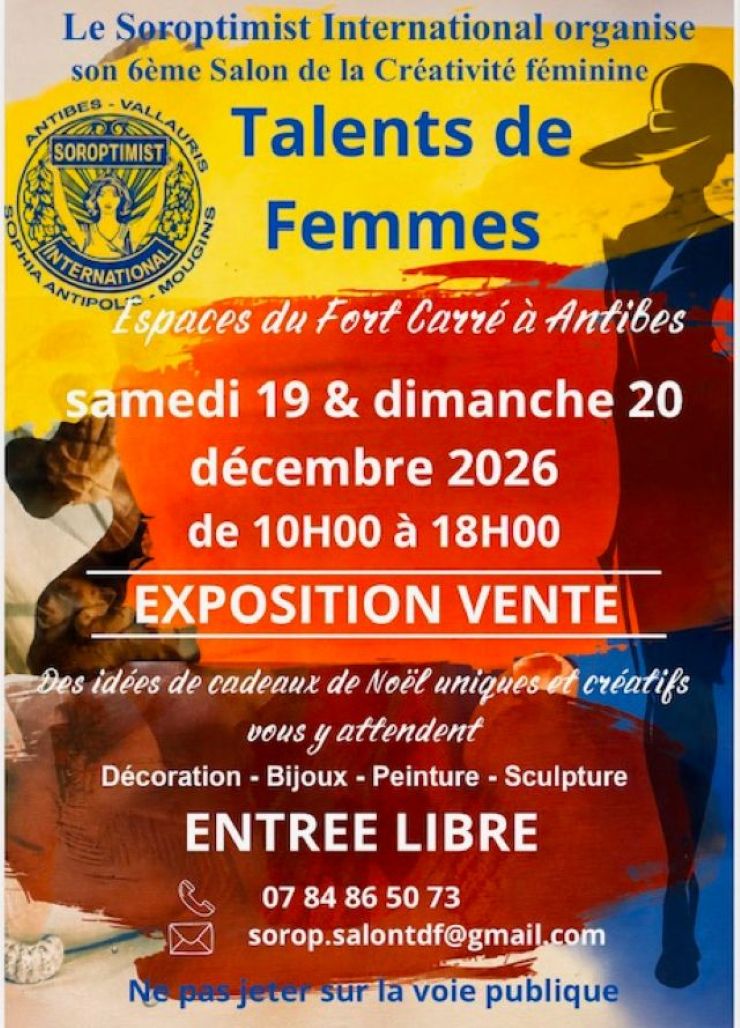 Le Soroptimist International organise
son 6ème Salon de la Créativité féminine
ANTIBES - VALLAURIS
SOROPTIMIST
INTERNATIONAL
SOPHIA ANTIPOLIS - MOUGINS
Talents de
Femmes
Espaces du Fort Carré à Antibes
samedi 19 & dimanche 20
décembre 2026
de 10H00 à 18H00
EXPOSITION VENTE
Des idées de cadeaux de Noël uniques et créatifs
vous y attendent
Décoration - Bijoux - Peinture - Sculpture
ENTREE LIBRE
07 84 86 50 73
sorop.salontdf@gmail.com
Ne pas jeter sur la voie publique